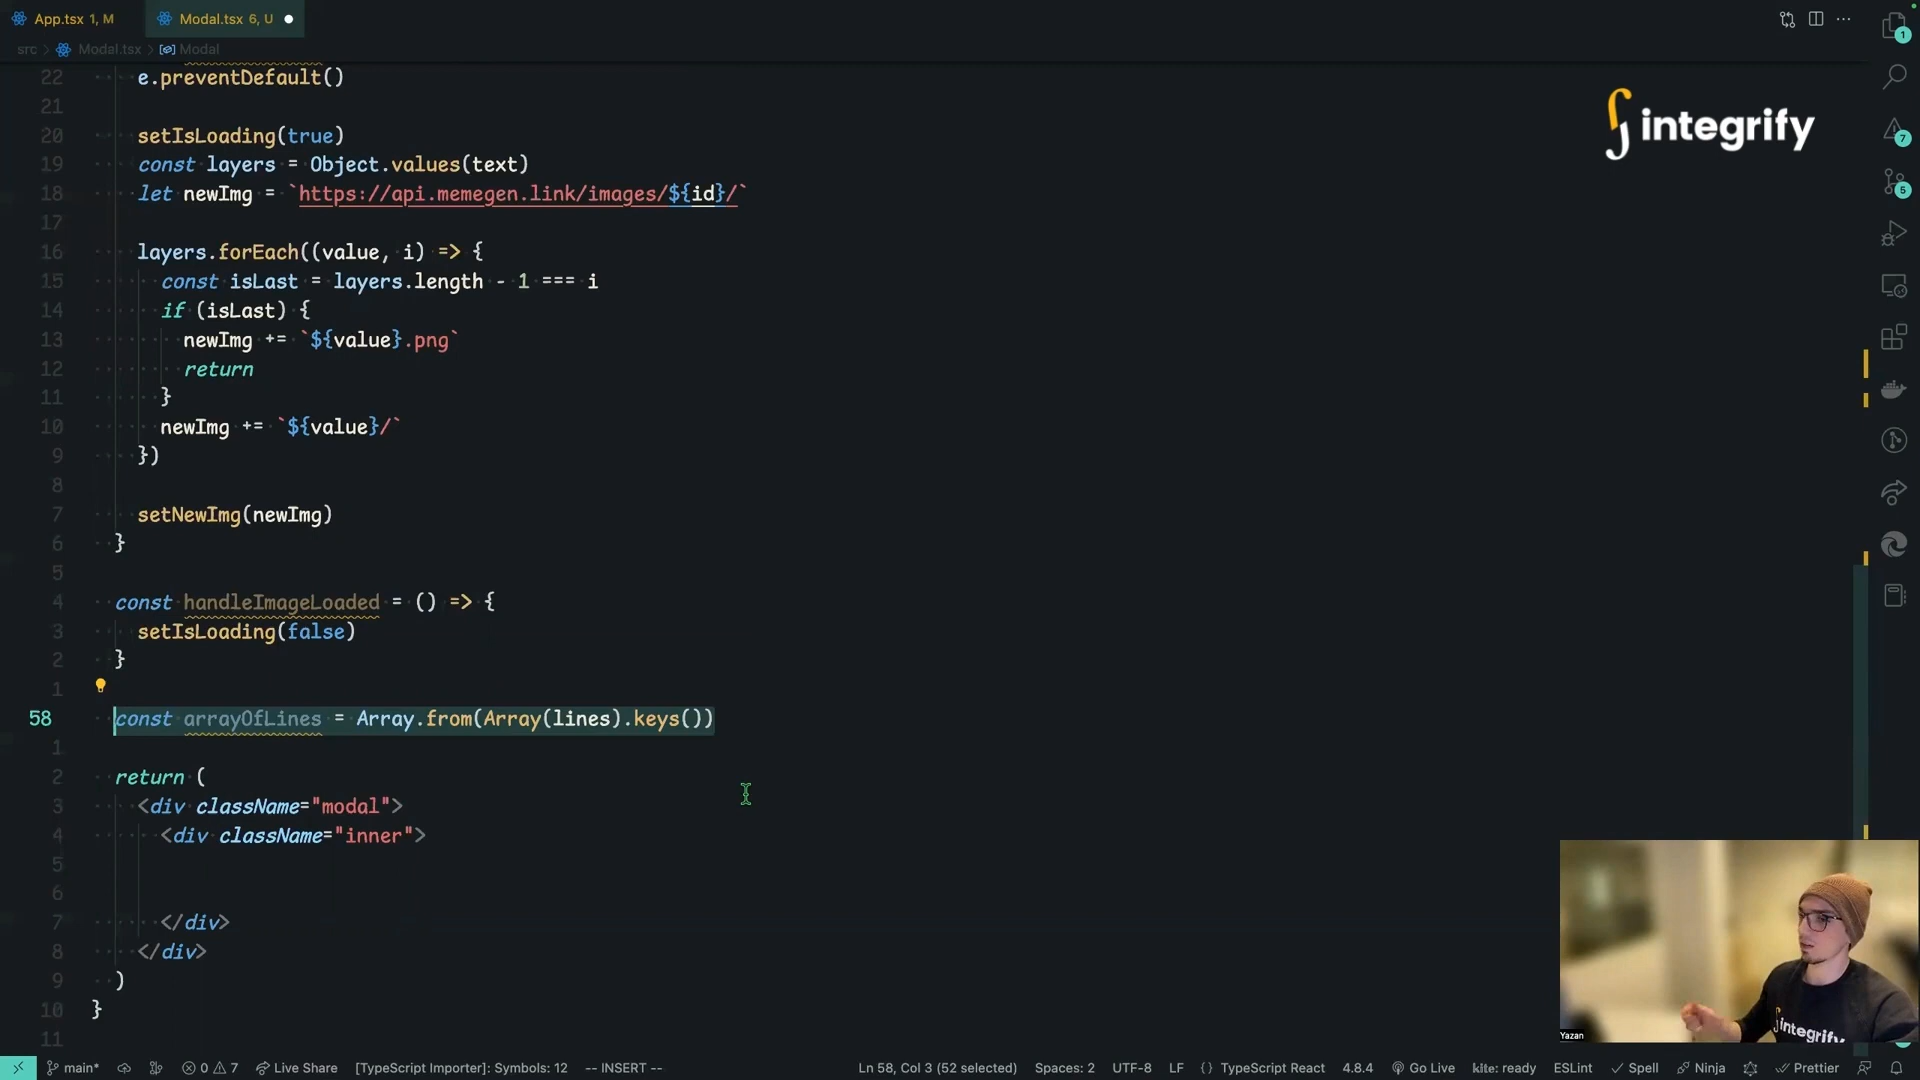 App.tsx 1, M
Modal.tsx 6, U
src > Modal.tsx > Modal
22 e.preventDefault()
21
20 setIsLoading(true)
19 const layers = Object.values(text)
18 let newImg = `https://api.memegen.link/images/${id}/`
17
16 layers.forEach((value, i) => {
15 const isLast = layers.length - 1 === i
14 if (isLast) {
13 newImg += `${value}.png`
12 return
11 }
10 newImg += `${value}/`
9 })
8
7 setNewImg(newImg)
6 }
5
4 const handleImageLoaded = () => {
3 setIsLoading(false)
2 }
1
58 const arrayOfLines = Array.from(Array(lines).keys())
1
2 return (
3 <div className="modal">
4 <div className="inner">
5
6
7 </div>
8 </div>
9 )
10 }
11
integrify
1
7
5
integrify
Yazan
main* 0 7 Live Share [TypeScript Importer]: Symbols: 12 -- INSERT -- Ln 58, Col 3 (52 selected) Spaces: 2 UTF-8 LF {} TypeScript React 4.8.4 Go Live kite: ready ESLint Spell Ninja Prettier